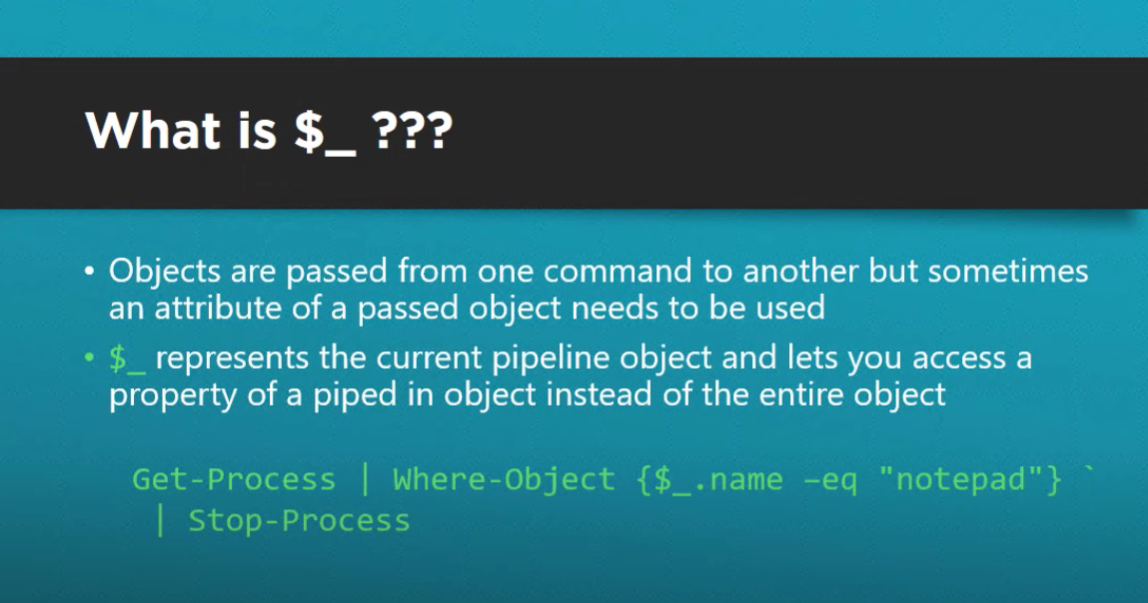 What is $_ ???
• Objects are passed from one command to another but sometimes
an attribute of a passed object needs to be used
• $_ represents the current pipeline object and lets you access a
property of a piped in object instead of the entire object
Get-Process | Where-Object {$_.name –eq "notepad"} `
| Stop-Process